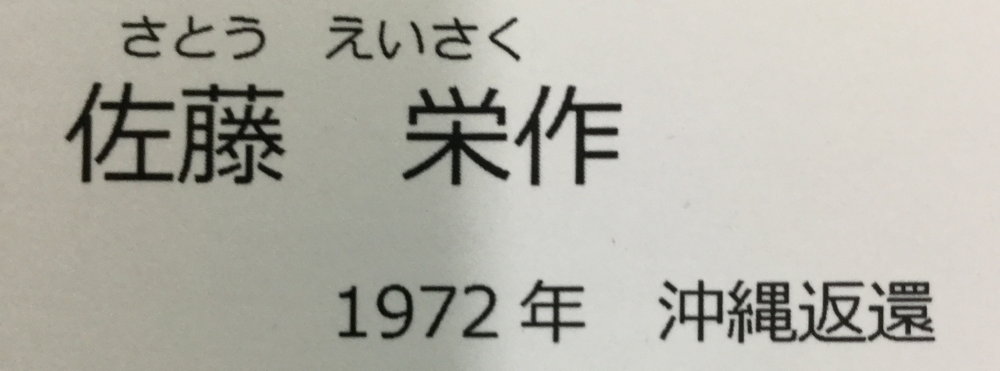 さとう　えいさく
佐藤　栄作
1972年　沖縄返還